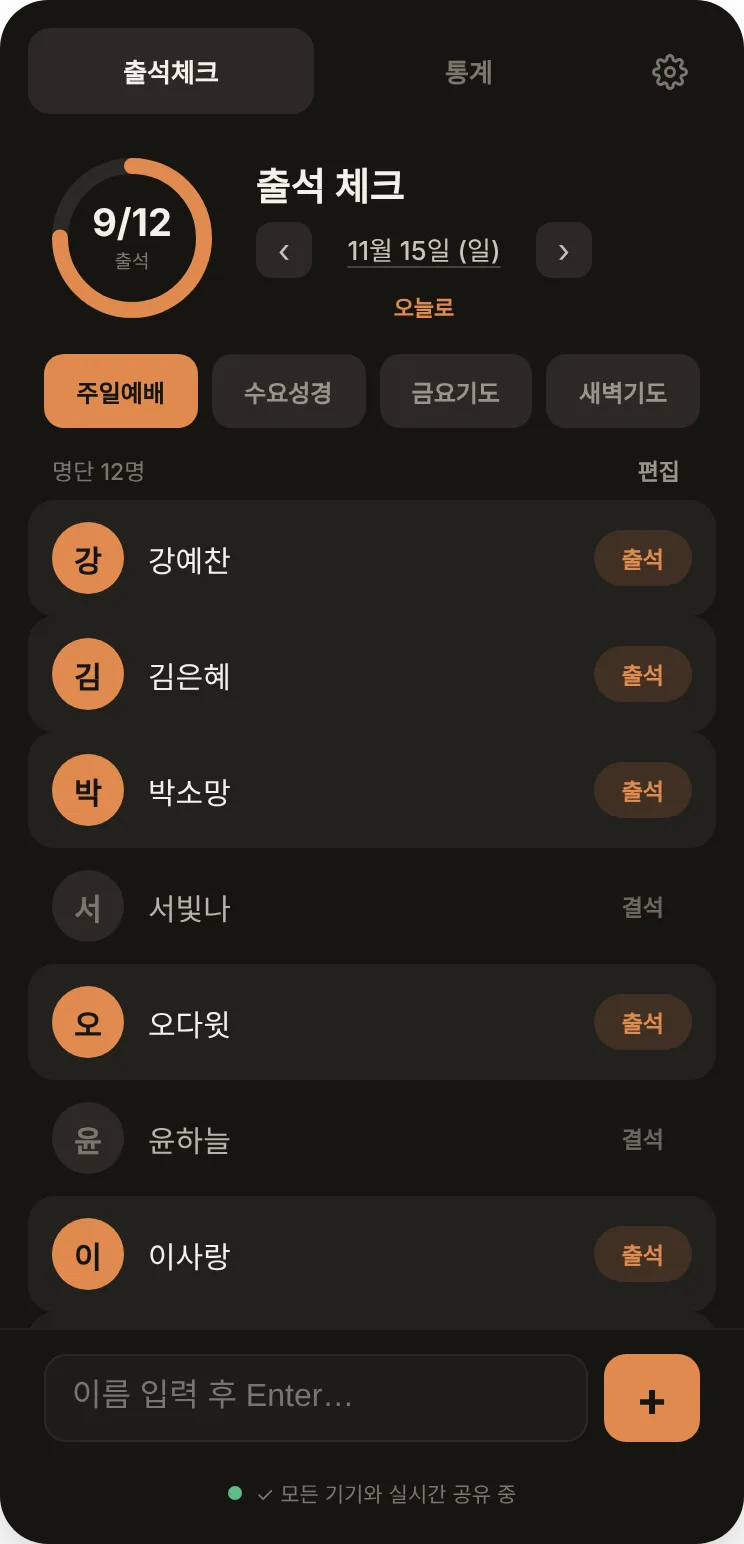 출석체크
통계
9/12
출석
출석 체크
‹ 11월 15일 (일) ›
오늘로
주일예배 수요성경 금요기도 새벽기도
명단 12명 편집
강 강예찬 출석
김 김은혜 출석
박 박소망 출석
서 서빛나 결석
오 오다윗 출석
윤 윤하늘 결석
이 이사랑 출석
이름 입력 후 Enter… +
✓ 모든 기기와 실시간 공유 중